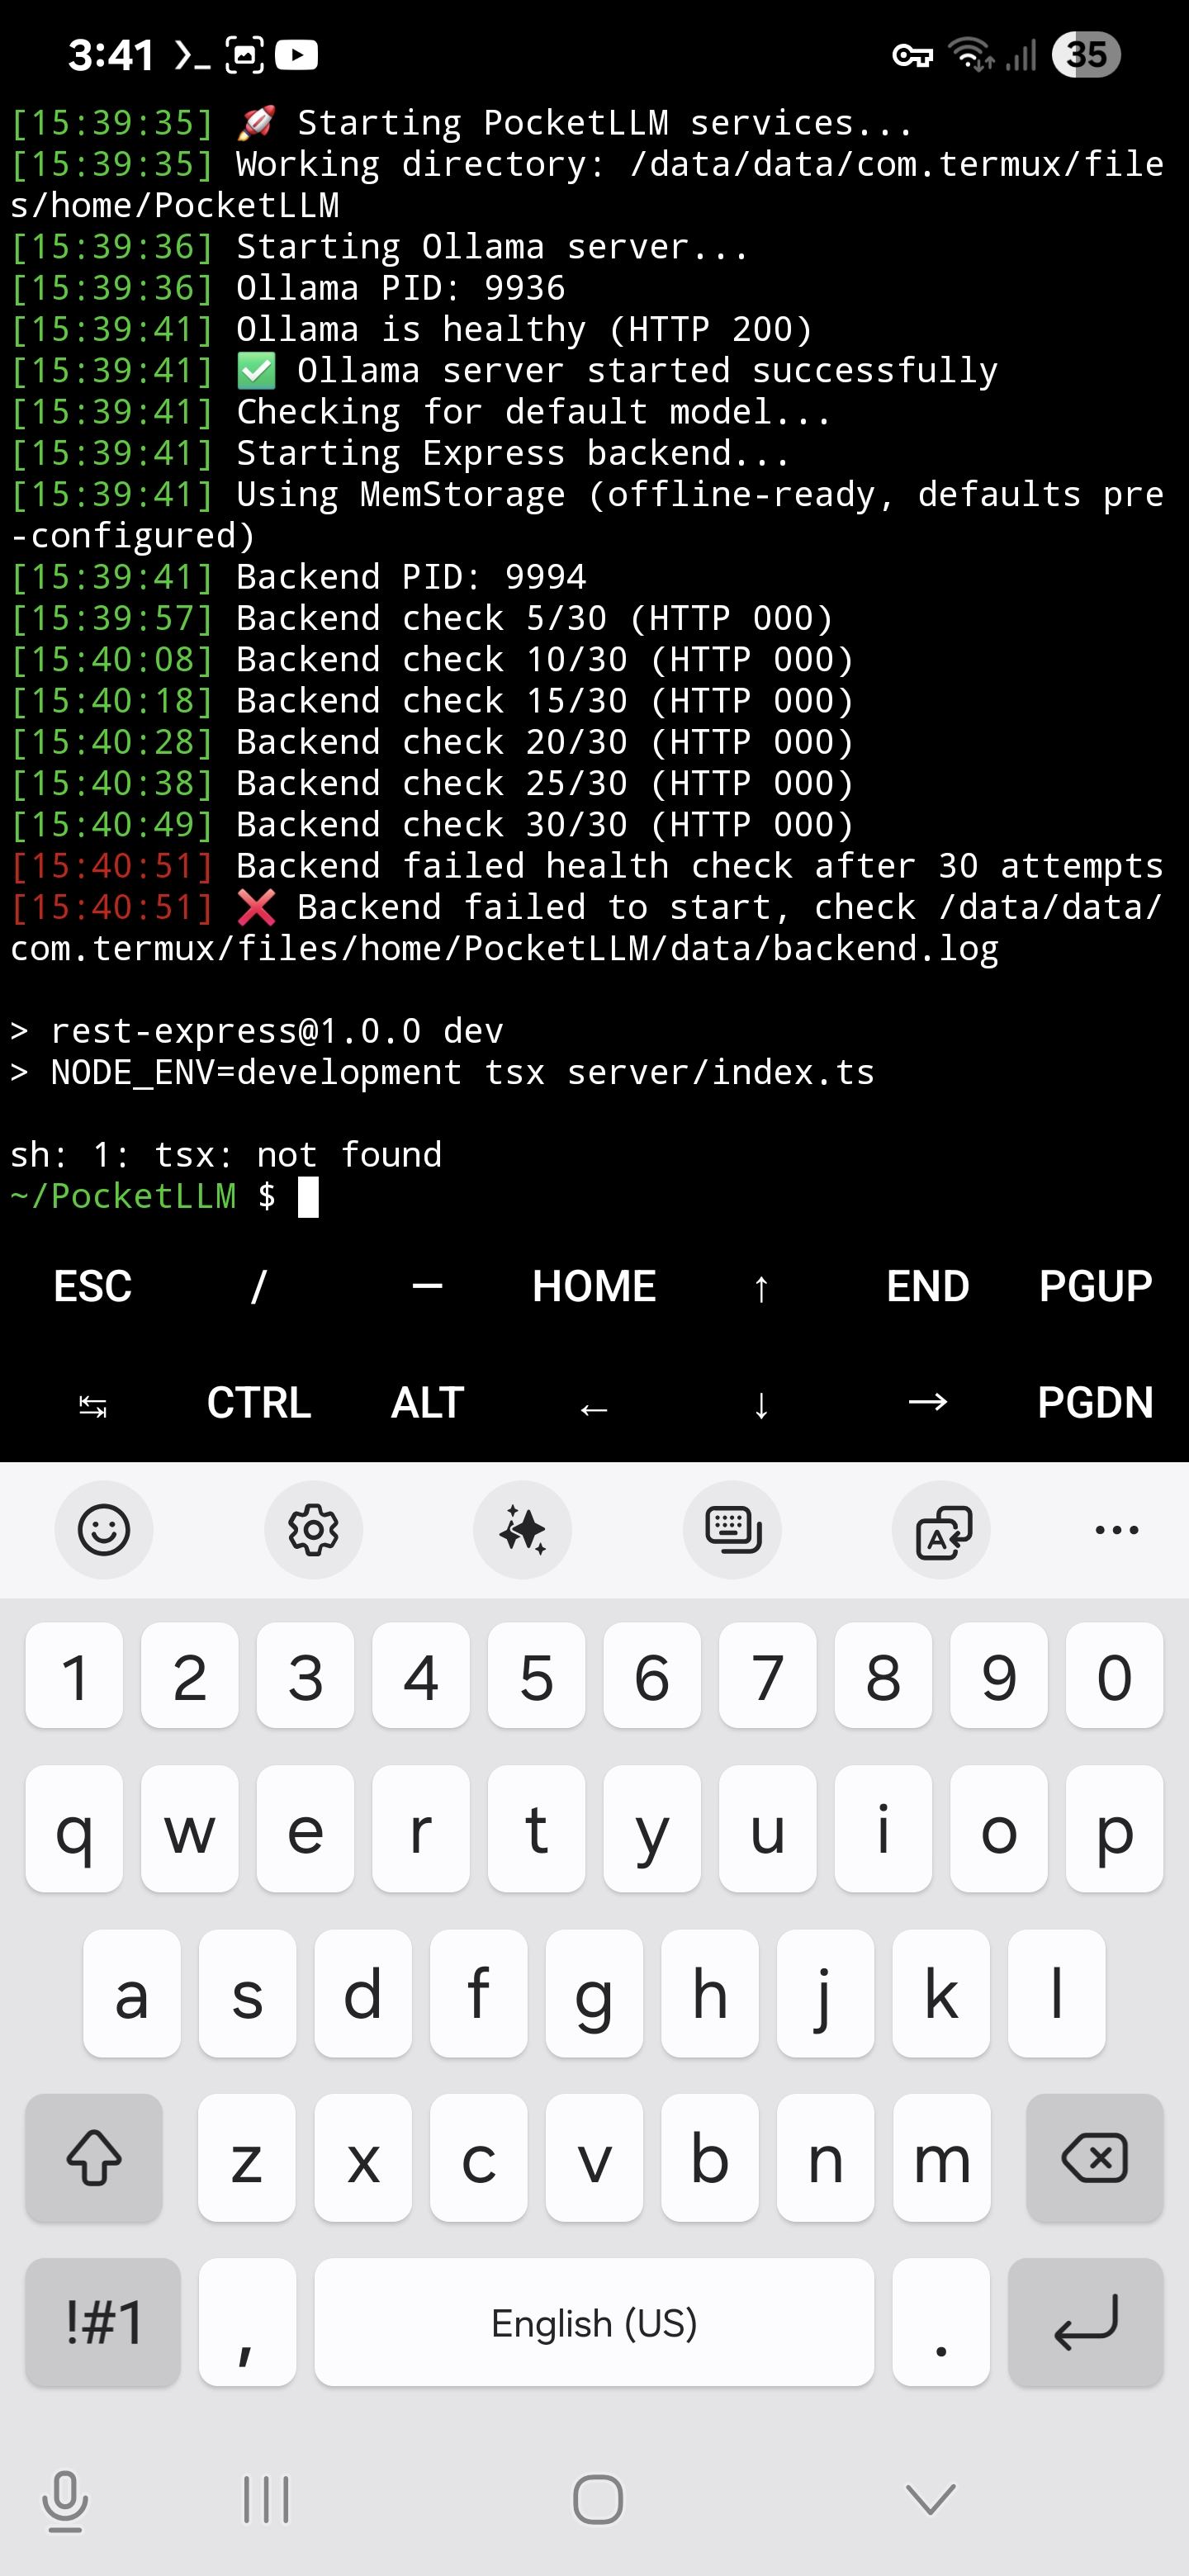 3:41
35
[15:39:35] 🚀 Starting PocketLLM services...
[15:39:35] Working directory: /data/data/com.termux/file
s/home/PocketLLM
[15:39:36] Starting Ollama server...
[15:39:36] Ollama PID: 9936
[15:39:41] Ollama is healthy (HTTP 200)
[15:39:41] ✅ Ollama server started successfully
[15:39:41] Checking for default model...
[15:39:41] Starting Express backend...
[15:39:41] Using MemStorage (offline-ready, defaults pre
-configured)
[15:39:41] Backend PID: 9994
[15:39:57] Backend check 5/30 (HTTP 000)
[15:40:08] Backend check 10/30 (HTTP 000)
[15:40:18] Backend check 15/30 (HTTP 000)
[15:40:28] Backend check 20/30 (HTTP 000)
[15:40:38] Backend check 25/30 (HTTP 000)
[15:40:49] Backend check 30/30 (HTTP 000)
[15:40:51] Backend failed health check after 30 attempts
[15:40:51] ❌ Backend failed to start, check /data/data/
com.termux/files/home/PocketLLM/data/backend.log
> rest-express@1.0.0 dev
> NODE_ENV=development tsx server/index.ts
sh: 1: tsx: not found
~/PocketLLM $
ESC / — HOME ↑ END PGUP
↹ CTRL ALT ← ↓ → PGDN
1 2 3 4 5 6 7 8 9 0
q w e r t y u i o p
a s d f g h j k l
z x c v b n m
!#1 , English (US) .